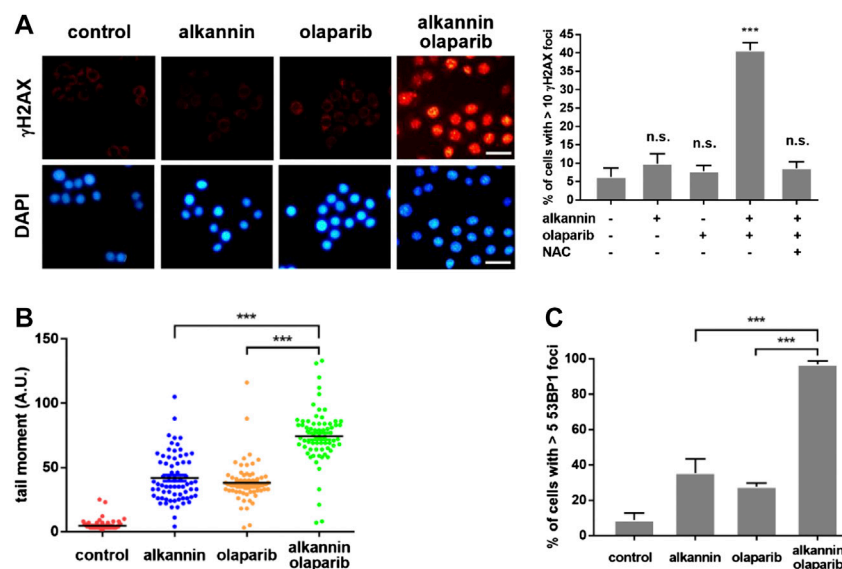 A
control alkannin olaparib alkannin
olaparib
γH2AX
DAPI
% of cells with > 10 γH2AX foci
45
40
35
30
25
20
15
10
5
0
n.s. n.s. *** n.s.
alkannin - + - + +
olaparib - - + + +
NAC - - - - +
B
tail moment (A.U.)
150
100
50
0
***
***
control alkannin olaparib alkannin
olaparib
C
% of cells with > 5 53BP1 foci
100
80
60
40
20
0
***
***
control alkannin olaparib alkannin
olaparib